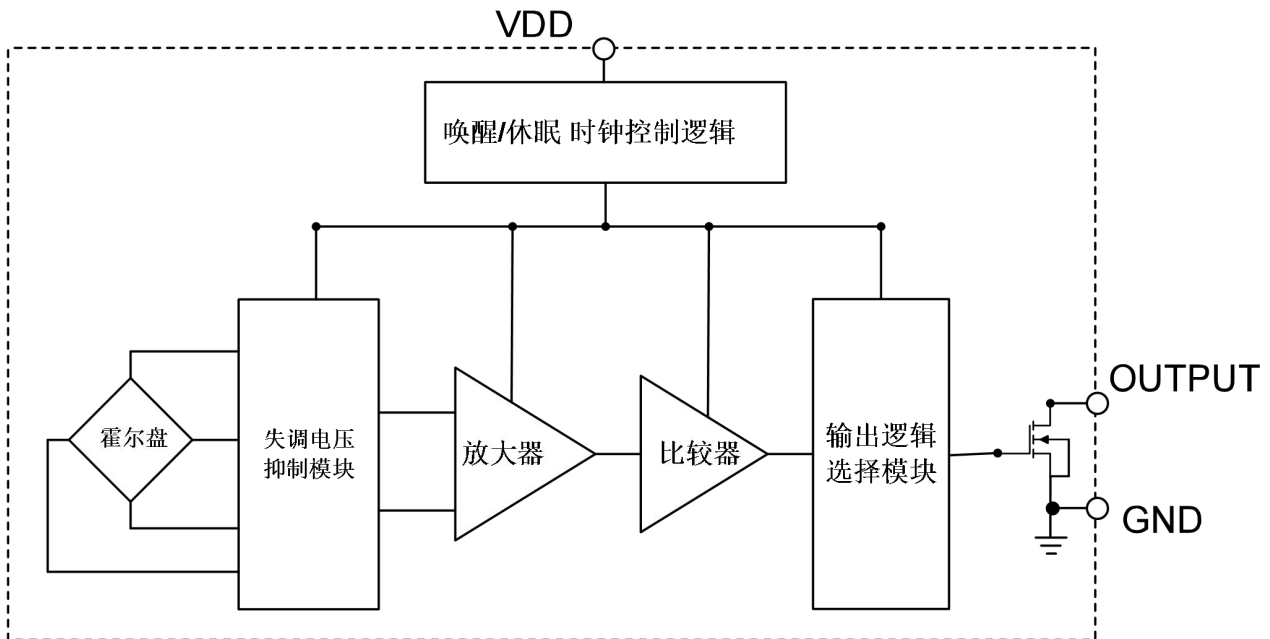 VDD
唤醒/休眠 时钟控制逻辑
霍尔盘
失调电压
抑制模块
放大器
比较器
输出逻辑
选择模块
OUTPUT
GND